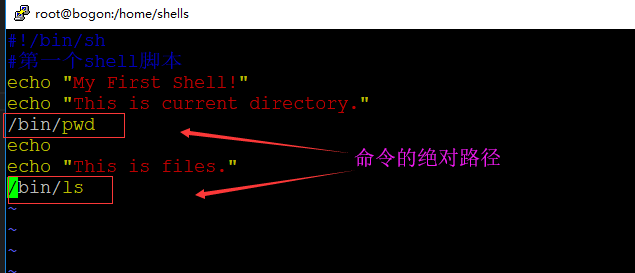 root@bogon:/home/shells
#!/bin/sh
#第一个shell脚本
echo "My First Shell!"
echo "This is current directory."
/bin/pwd
echo
echo "This is files."
命令的绝对路径
/bin/ls
~
~
~
~